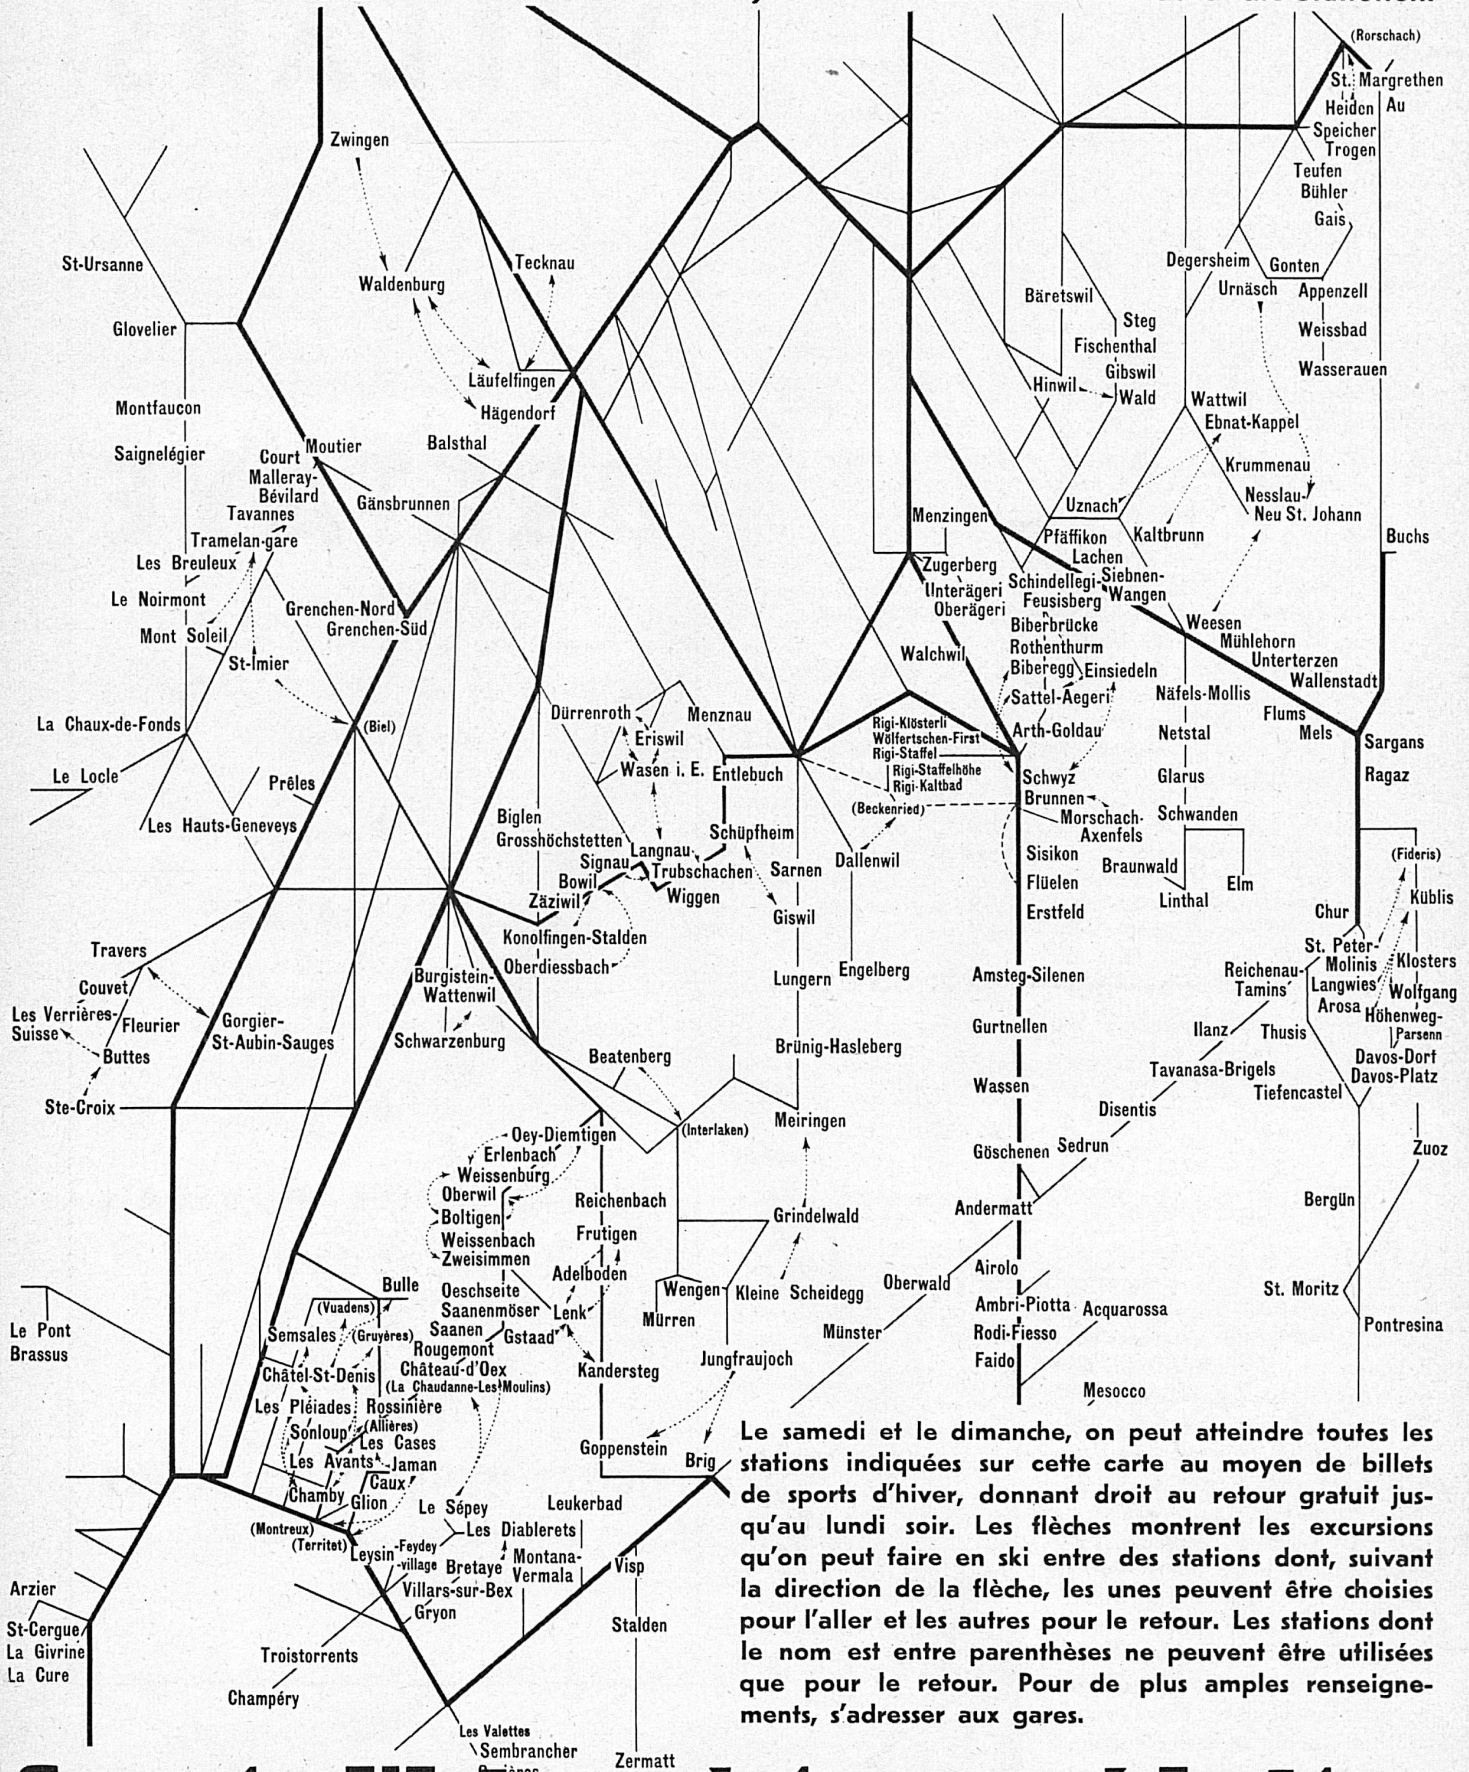 (Rorschach)
St. Margrethen
Heiden
Au
Speicher
Trogen
Teufen
Bühler
Gais
Zwingen
St-Ursanne
Waldenburg
Tecknau
Degersheim
Gonten
Urnäsch
Appenzell
Bäretswil
Glovelier
Steg
Weissbad
Fischenthal
Gibswil
Wasserauen
Läufelfingen
Hinwil
Wald
Wattwil
Montfaucon
Hägendorf
Ebnat-Kappel
Saignelégier
Moutier
Balsthal
Court
Malleray-
Bévilard
Krummenau
Gänsbrunnen
Nesslau-
Neu St. Johann
Tavannes
Uznach
Menzingen
Tramelan-gare
Pfäffikon
Kaltbrunn
Buchs
Les Breuleux
Lachen
Zugerberg
Siebnen-
Wangen
Schindellegi-
Feusisberg
Unterägeri
Oberägeri
Le Noirmont
Grenchen-Nord
Grenchen-Süd
Mont Soleil
Biberbrücke
Weesen
Mühlehorn
Rothenthurm
Walchwil
St-Imier
Biberegg
Einsiedeln
Unterterzen
Wallenstadt
Sattel-Aegeri
Näfels-Mollis
La Chaux-de-Fonds
(Biel)
Dürrenroth
Menznau
Flums
Eriswil
Rigi-Klösterli
Wölfertschen-First
Rigi-Staffel
Arth-Goldau
Netstal
Mels
Sargans
Le Locle
Prêles
Wasen i. E.
Entlebuch
Rigi-Staffelhöhe
Rigi-Kaltbad
Schwyz
Glarus
Ragaz
Brunnen
(Beckenried)
Morschach-
Axenfels
Schwanden
Les Hauts-Geneveys
Biglen
Grosshöchstetten
Schüpfheim
Signau
Langnau
Trubschachen
Sarnen
Dallenwil
Sisikon
Braunwald
(Fideris)
Bowil
Wiggen
Flüelen
Elm
Zäziwil
Linthal
Küblis
Giswil
Erstfeld
Chur
Konolfingen-Stalden
Travers
St. Peter-
Molinis
Oberdiessbach
Lungern
Engelberg
Amsteg-Silenen
Reichenau-
Tamins
Klosters
Burgistein-
Wattenwil
Langwies
Couvet
Wolfgang
Arosa
Les Verrières-
Suisse
Fleurier
Gorgier-
St-Aubin-Sauges
Höhenweg-
Parsenn
Gurtnellen
Ilanz
Thusis
Buttes
Schwarzenburg
Beatenberg
Brünig-Hasleberg
Davos-Dorf
Davos-Platz
Tavanasa-Brigels
Wassen
Tiefencastel
Ste-Croix
Disentis
Meiringen
(Interlaken)
Oey-Diemtigen
Erlenbach
Göschenen
Sedrun
Zuoz
Weissenburg
Oberwil
Reichenbach
Bergün
Boltigen
Grindelwald
Andermatt
Weissenbach
Frutigen
Zweisimmen
Airolo
Adelboden
Oberwald
Bulle
Oeschseite
Wengen
Kleine Scheidegg
St. Moritz
(Vuadens)
Saanenmöser
Lenk
Mürren
Ambri-Piotta
Acquarossa
Le Pont
Brassus
Semsales
(Gruyères)
Saanen
Gstaad
Münster
Rodi-Fiesso
Pontresina
Rougemont
Faido
Châtel-St-Denis
Château-d'Oex
(La Chaudanne-Les Moulins)
Kandersteg
Jungfraujoch
Mesocco
Les Pléiades
Rossinière
(Allières)
Sonloup
Les Cases
Les Avants
Jaman
Goppenstein
Brig
Caux
Chamby
Glion
Le Sépey
Leukerbad
(Montreux)
(Territet)
Les Diablerets
Leysin-Feydey
-village
Bretaye
Montana-
Vermala
Visp
Villars-sur-Bex
Gryon
Arzier
St-Cergue
La Givrine
La Cure
Stalden
Troistorrents
Champéry
Les Valettes
Sembrancher
Zermatt
Le samedi et le dimanche, on peut atteindre toutes les
stations indiquées sur cette carte au moyen de billets
de sports d'hiver, donnant droit au retour gratuit jus-
qu'au lundi soir. Les flèches montrent les excursions
qu'on peut faire en ski entre des stations dont, suivant
la direction de la flèche, les unes peuvent être choisies
pour l'aller et les autres pour le retour. Les stations dont
le nom est entre parenthèses ne peuvent être utilisées
que pour le retour. Pour de plus amples renseigne-
ments, s'adresser aux gares.